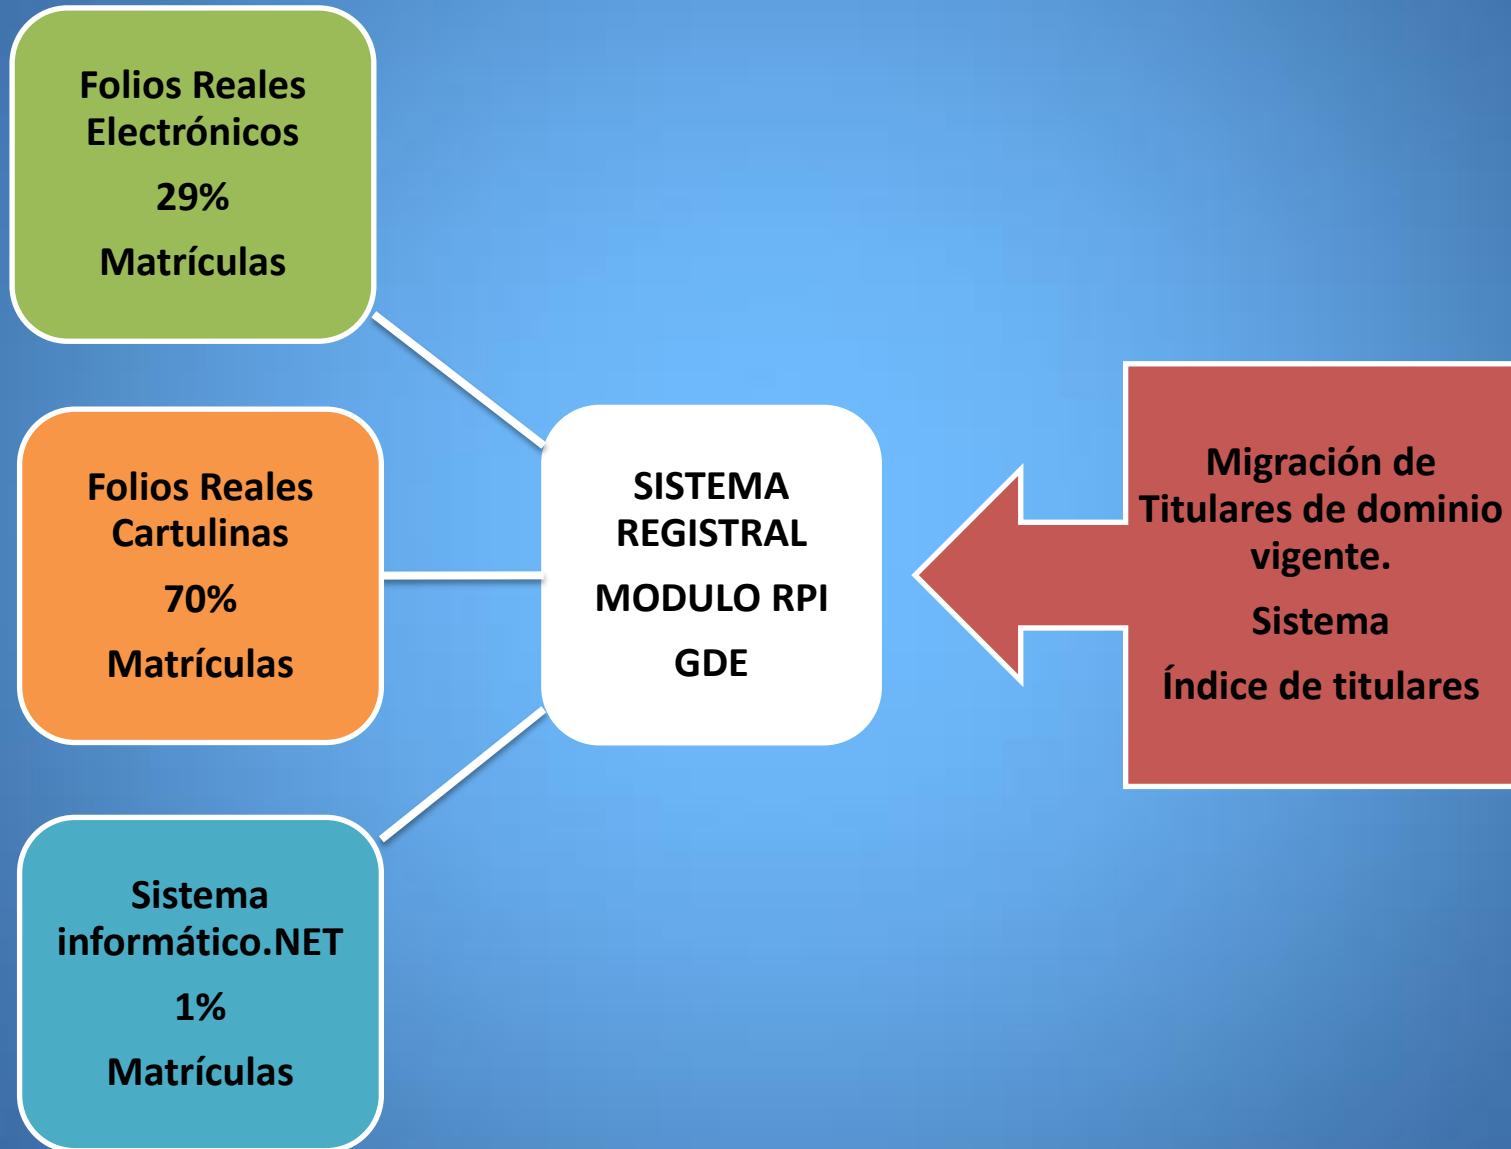 Folios Reales
Electrónicos
29%
Matrículas
Folios Reales
Cartulinas
70%
Matrículas
Sistema
informático.NET
1%
Matrículas
SISTEMA
REGISTRAL
MODULO RPI
GDE
Migración de
Titulares de dominio
vigente.
Sistema
Índice de titulares